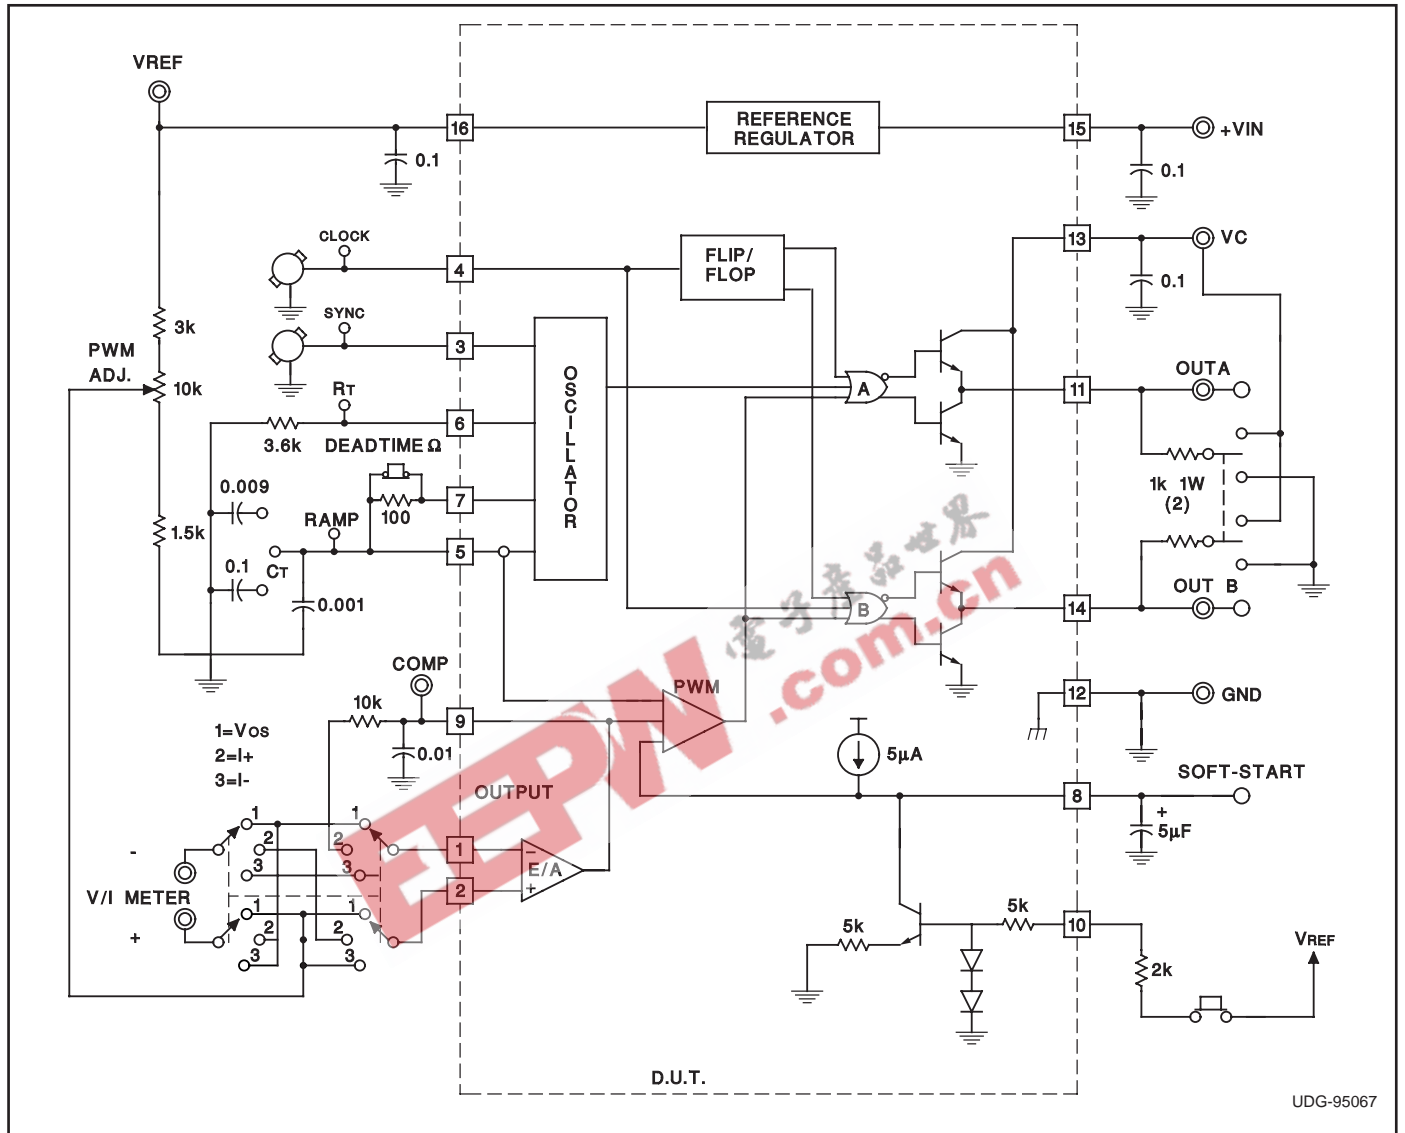 VREF
16
REFERENCE
REGULATOR
15
+VIN
0.1
0.1
CLOCK
4
FLIP/
FLOP
13
VC
0.1
SYNC
3
3k
PWM
ADJ.
10k
RT
6
3.6k
DEADTIME Ω
OSCILLATOR
A
11
OUTA
0.009
7
100
1k 1W
(2)
RAMP
1.5k
5
0.1
CT
0.001
B
14
OUT B
電子産品世界
.com.cn
EEPW
COMP
PWM
12
GND
10k
9
1=VOS
2=I+
3=I-
0.01
5µA
SOFT-START
OUTPUT
8
+
5µF
1
1
2
2
3
3
-
1
−
E/A
2
+
V/I METER
+
1
1
2
2
3
3
5k
5k
10
VREF
2k
D.U.T.
UDG-95067